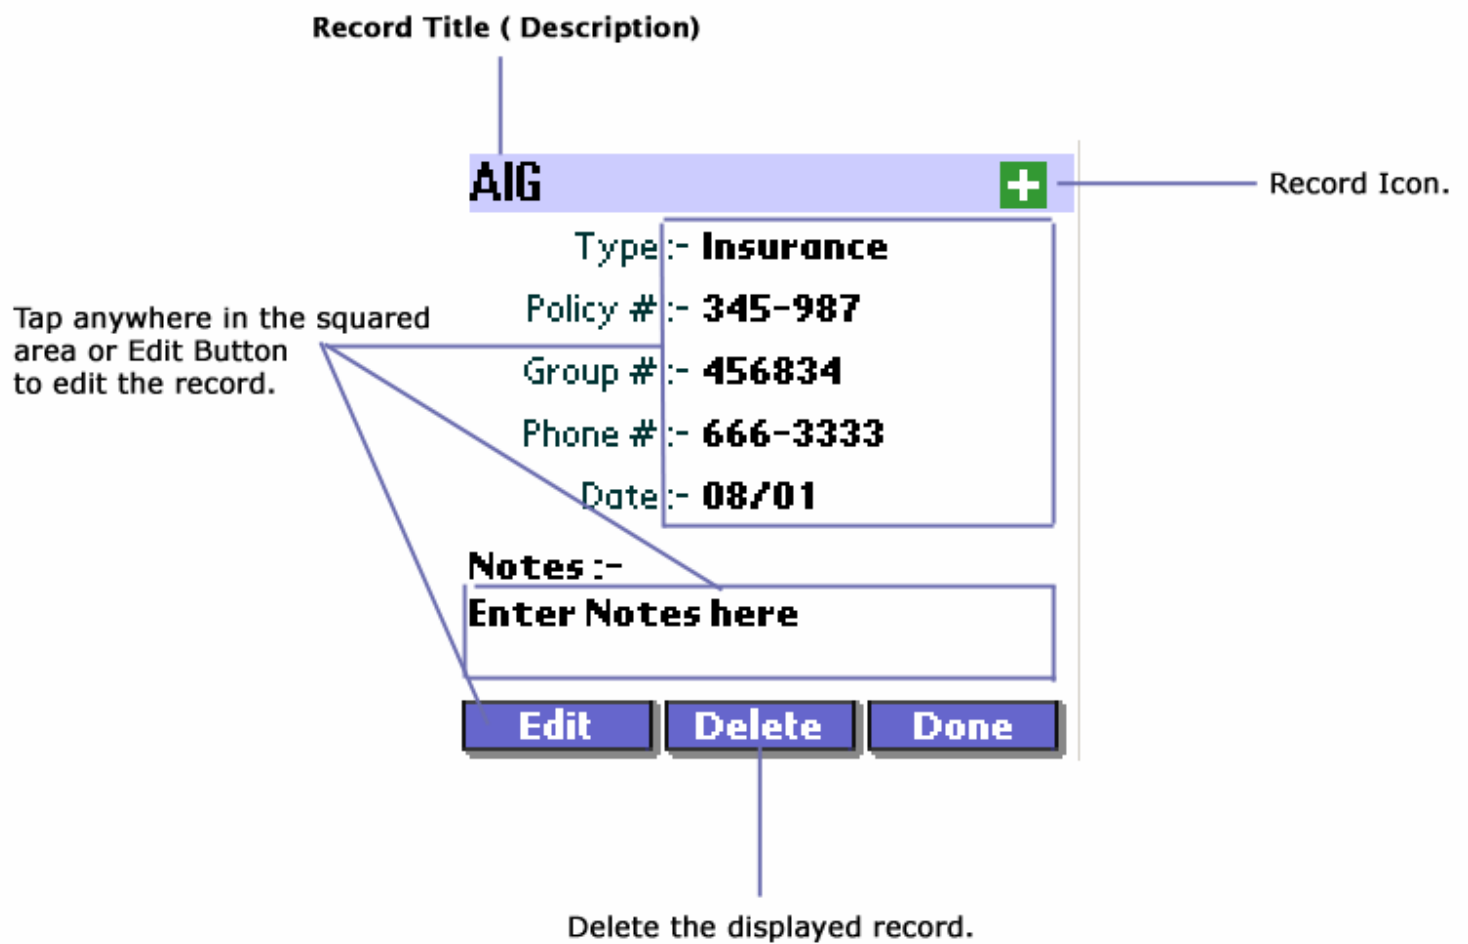 Record Title ( Description)
AIG
Record Icon.
Type :- Insurance
Policy # :- 345-987
Tap anywhere in the squared
area or Edit Button
to edit the record.
Group # :- 456834
Phone # :- 666-3333
Date :- 08/01
Notes :-
Enter Notes here
Edit Delete Done
Delete the displayed record.